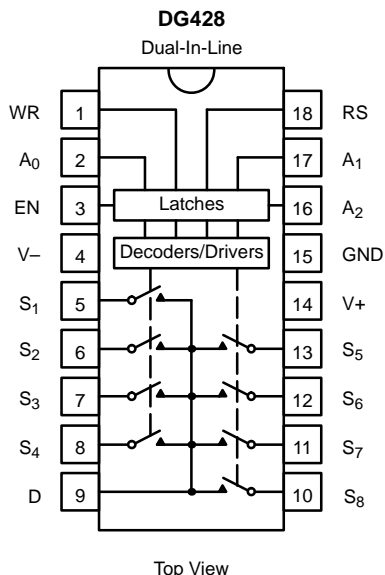 DG428
Dual-In-Line
WR 1 18 RS
A0 2 17 A1
EN 3 Latches 16 A2
V– 4 Decoders/Drivers 15 GND
S1 5 14 V+
S2 6 13 S5
S3 7 12 S6
S4 8 11 S7
D 9 10 S8
Top View